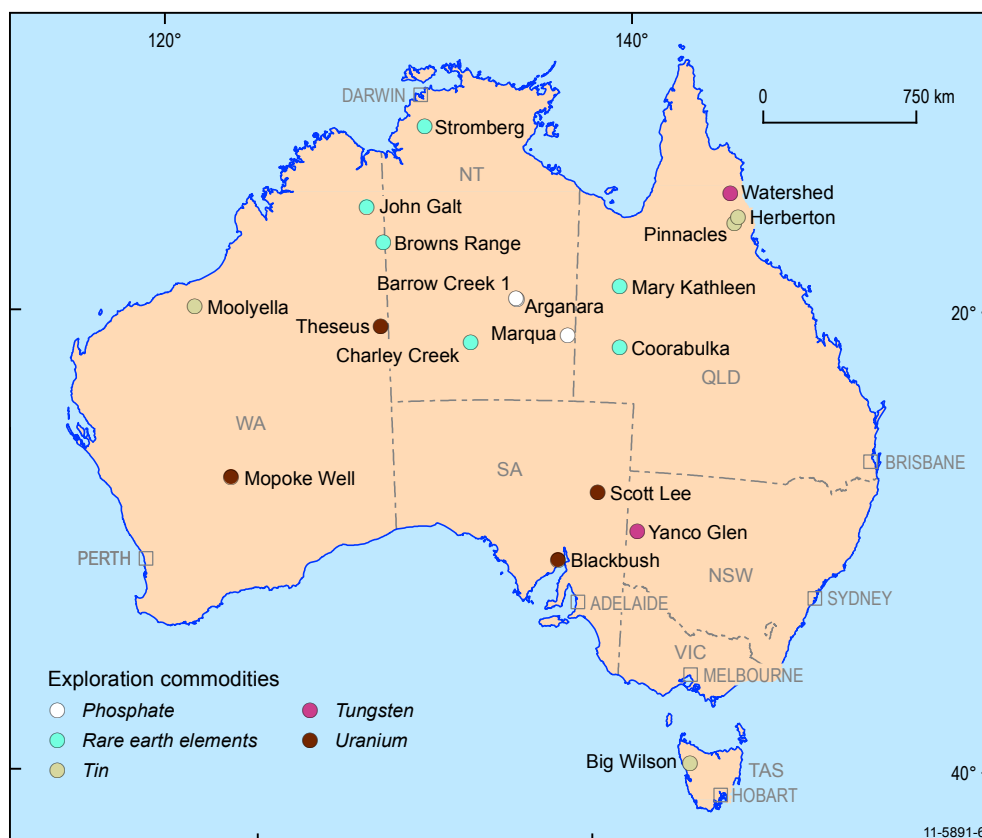 120°
140°
0
750 km
DARWIN
Stromberg
NT
Watershed
Herberton
Pinnacles
John Galt
Browns Range
Barrow Creek 1
Arganara
Mary Kathleen
Moolyella
20°
Theseus
Marqua
Charley Creek
Coorabulka
QLD
WA
SA
BRISBANE
Mopoke Well
Scott Lee
Yanco Glen
PERTH
Blackbush
NSW
ADELAIDE
SYDNEY
VIC
MELBOURNE
Exploration commodities
Phosphate
Tungsten
Rare earth elements
Uranium
Tin
Big Wilson
TAS
40°
HOBART
11-5891-6